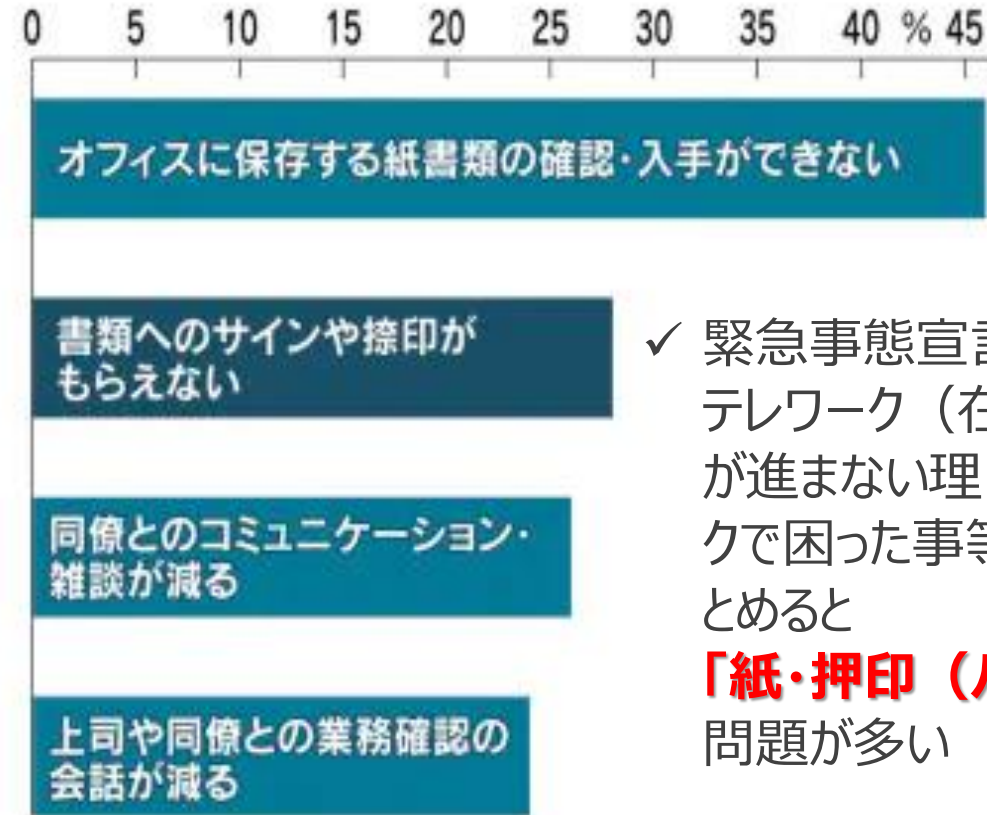 0 5 10 15 20 25 30 35 40 % 45
オフィスに保存する紙書類の確認・入手ができない
書類へのサインや捺印が
もらえない
同僚とのコミュニケーション・
雑談が減る
上司や同僚との業務確認の
会話が減る
✓ 緊急事態宣言
テレワーク（在
が進まない理
クで困った事等
とめると
「紙・押印（ハ
問題が多い